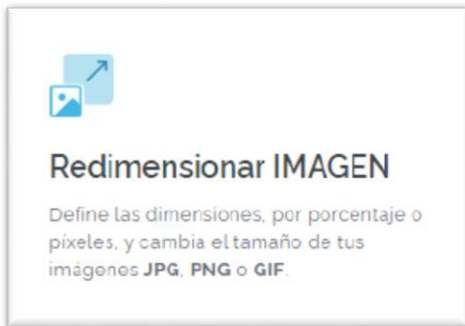 Redimensionar IMAGEN
Define las dimensiones, por porcentaje o
píxeles, y cambia el tamaño de tus
imágenes JPG, PNG o GIF.